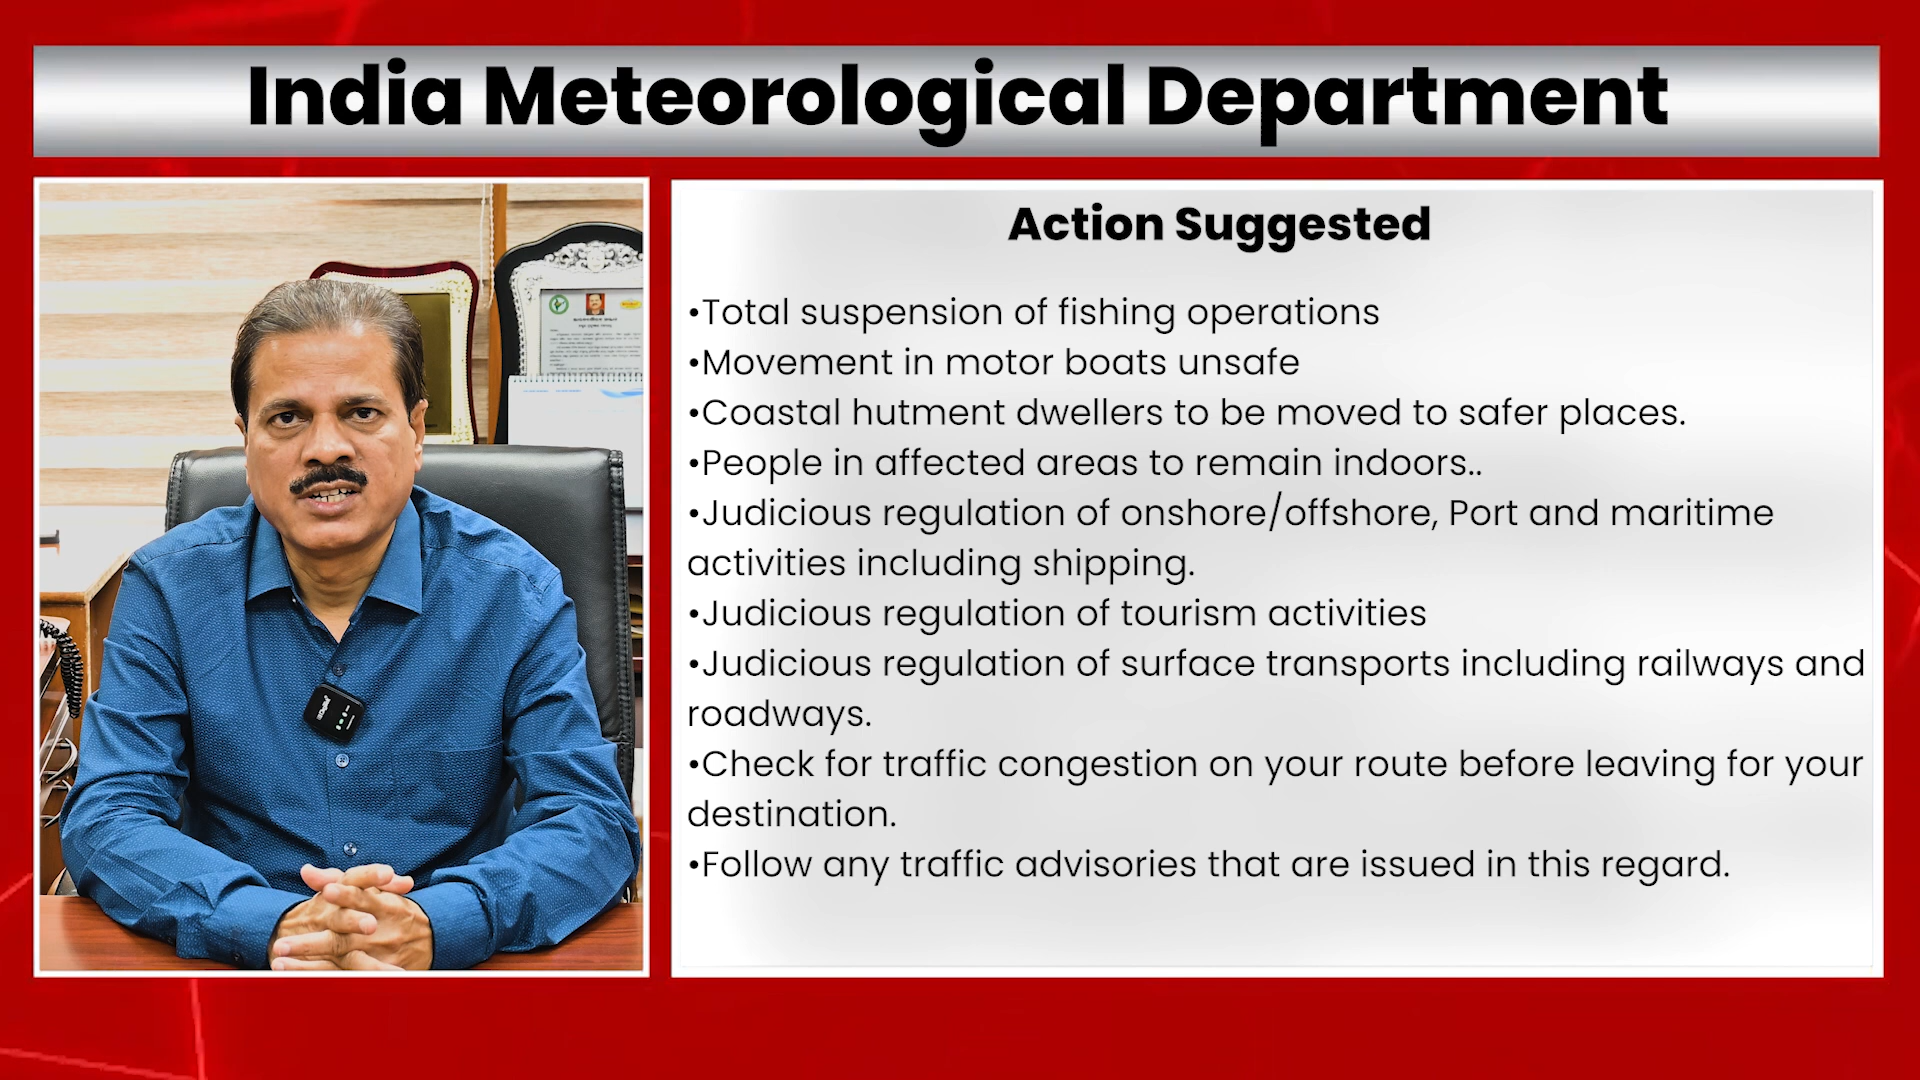 India Meteorological Department
Action Suggested
•Total suspension of fishing operations
•Movement in motor boats unsafe
•Coastal hutment dwellers to be moved to safer places.
•People in affected areas to remain indoors..
•Judicious regulation of onshore/offshore, Port and maritime
activities including shipping.
•Judicious regulation of tourism activities
•Judicious regulation of surface transports including railways and
roadways.
•Check for traffic congestion on your route before leaving for your
destination.
•Follow any traffic advisories that are issued in this regard.